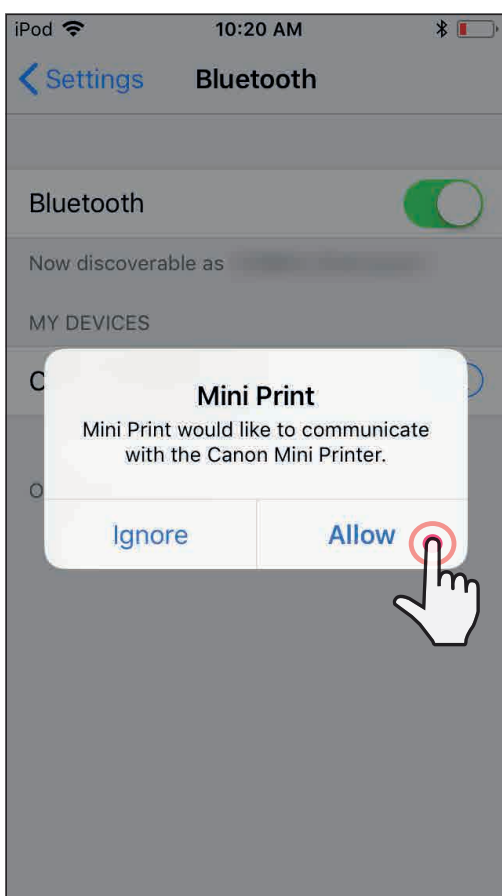 iPod 10:20 AM
Settings Bluetooth
Bluetooth
Now discoverable as
MY DEVICES
C
Mini Print
Mini Print would like to communicate
with the Canon Mini Printer.
O
Ignore Allow